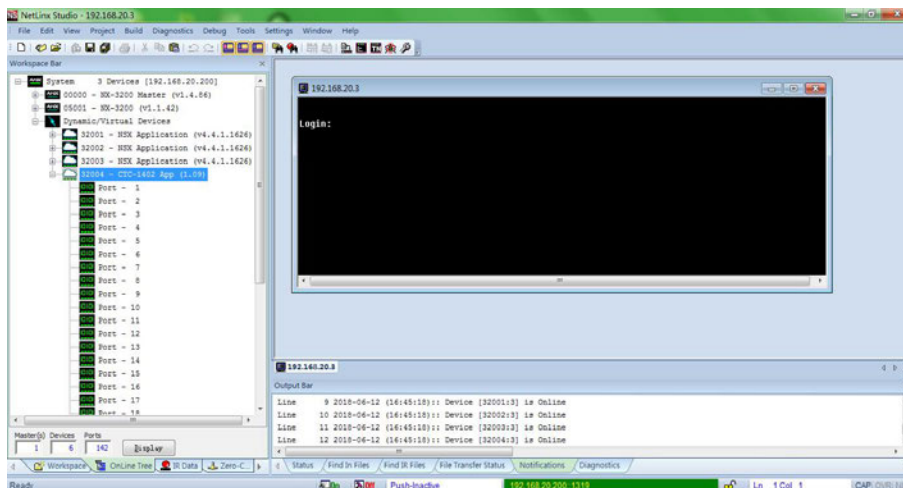 NetLinx Studio - 192.168.20.3
File Edit View Project Build Diagnostics Debug Tools Settings Window Help
Workspace Bar
System 3 Devices [192.168.20.200]
00000 - NX-3200 Master (v1.4.86)
05001 - NX-3200 (v1.1.42)
Dynamic/Virtual Devices
32001 - NSX Application (v4.4.1.1626)
32002 - NSX Application (v4.4.1.1626)
32003 - NSX Application (v4.4.1.1626)
32004 - CTC-1402 App (1.09)
Port - 1
Port - 2
Port - 3
Port - 4
Port - 5
Port - 6
Port - 7
Port - 8
Port - 9
Port - 10
Port - 11
Port - 12
Port - 13
Port - 14
Port - 15
Port - 16
Port - 17
Port - 18
Master(s) Devices Ports
1 6 142 Display
Workspace OnLine Tree IR Data Zero-C...
192.168.20.3
Login:
192.168.20.3
Output Bar
Line 9 2018-06-12 (16:45:18):: Device [32001:3] is Online
Line 10 2018-06-12 (16:45:18):: Device [32002:3] is Online
Line 11 2018-06-12 (16:45:18):: Device [32003:3] is Online
Line 12 2018-06-12 (16:45:18):: Device [32004:3] is Online
Status Find In Files Find IR Files File Transfer Status Notifications Diagnostics
Ready On Off Push-Inactive 192.168.20.200:1319 Ln 1 Col 1 CAP OVR